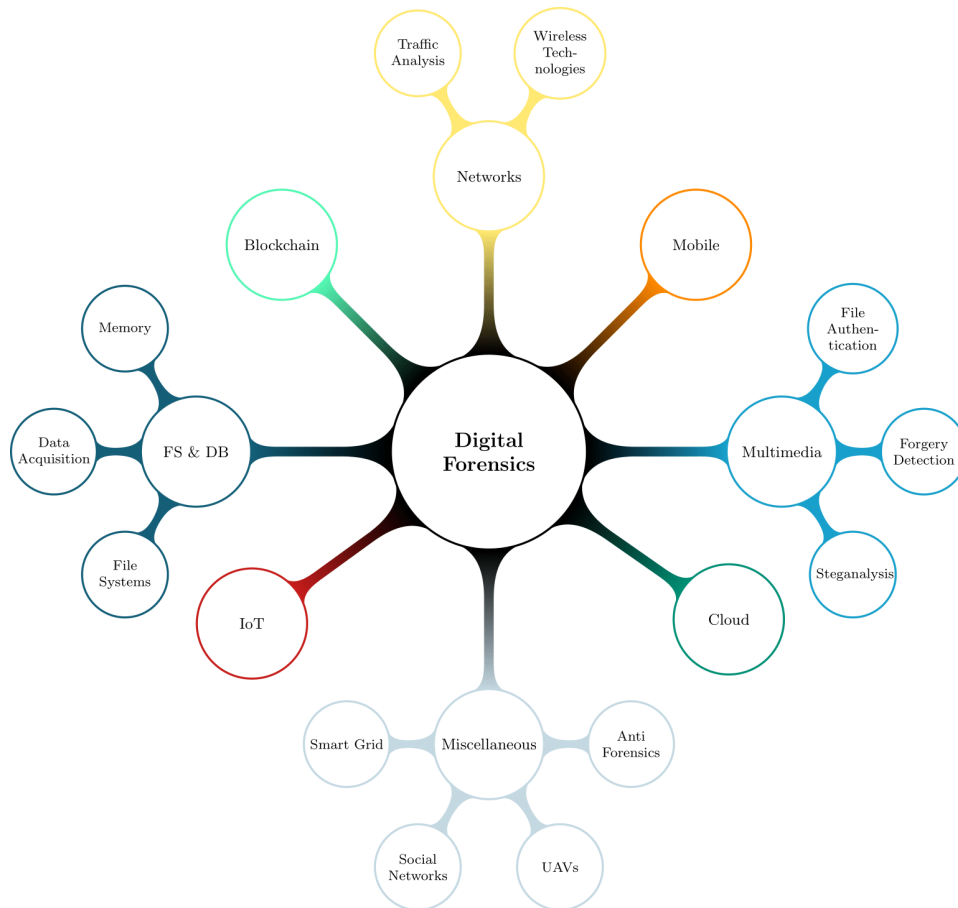 Traffic
Analysis
Wireless
Tech-
nologies
Networks
Blockchain
Mobile
Memory
File
Authen-
tication
Data
Acquisition
FS & DB
Digital
Forensics
Multimedia
Forgery
Detection
File
Systems
Steganalysis
IoT
Cloud
Smart Grid
Miscellaneous
Anti
Forensics
Social
Networks
UAVs